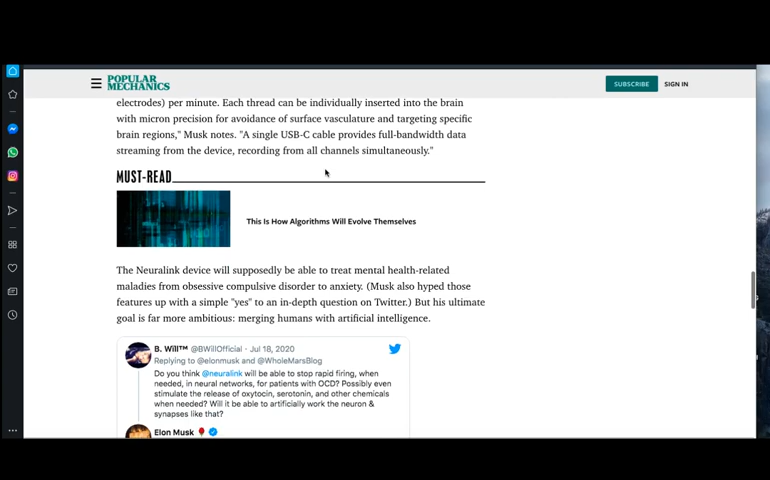 POPULAR
MECHANICS
SUBSCRIBE
SIGN IN
electrodes) per minute. Each thread can be individually inserted into the brain
with micron precision for avoidance of surface vasculature and targeting specific
brain regions," Musk notes. "A single USB-C cable provides full-bandwidth data
streaming from the device, recording from all channels simultaneously."
MUST-READ
This Is How Algorithms Will Evolve Themselves
The Neuralink device will supposedly be able to treat mental health-related
maladies from obsessive compulsive disorder to anxiety. (Musk also hyped those
features up with a simple "yes" to an in-depth question on Twitter.) But his ultimate
goal is far more ambitious: merging humans with artificial intelligence.
B. Will™ @BWillOfficial · Jul 18, 2020
Replying to @elonmusk and @WholeMarsBlog
Do you think @neuralink will be able to stop rapid firing, when
needed, in neural networks, for patients with OCD? Possibly even
stimulate the release of oxytocin, serotonin, and other chemicals
when needed? Will it be able to artificially work the neuron &
synapses like that?
Elon Musk